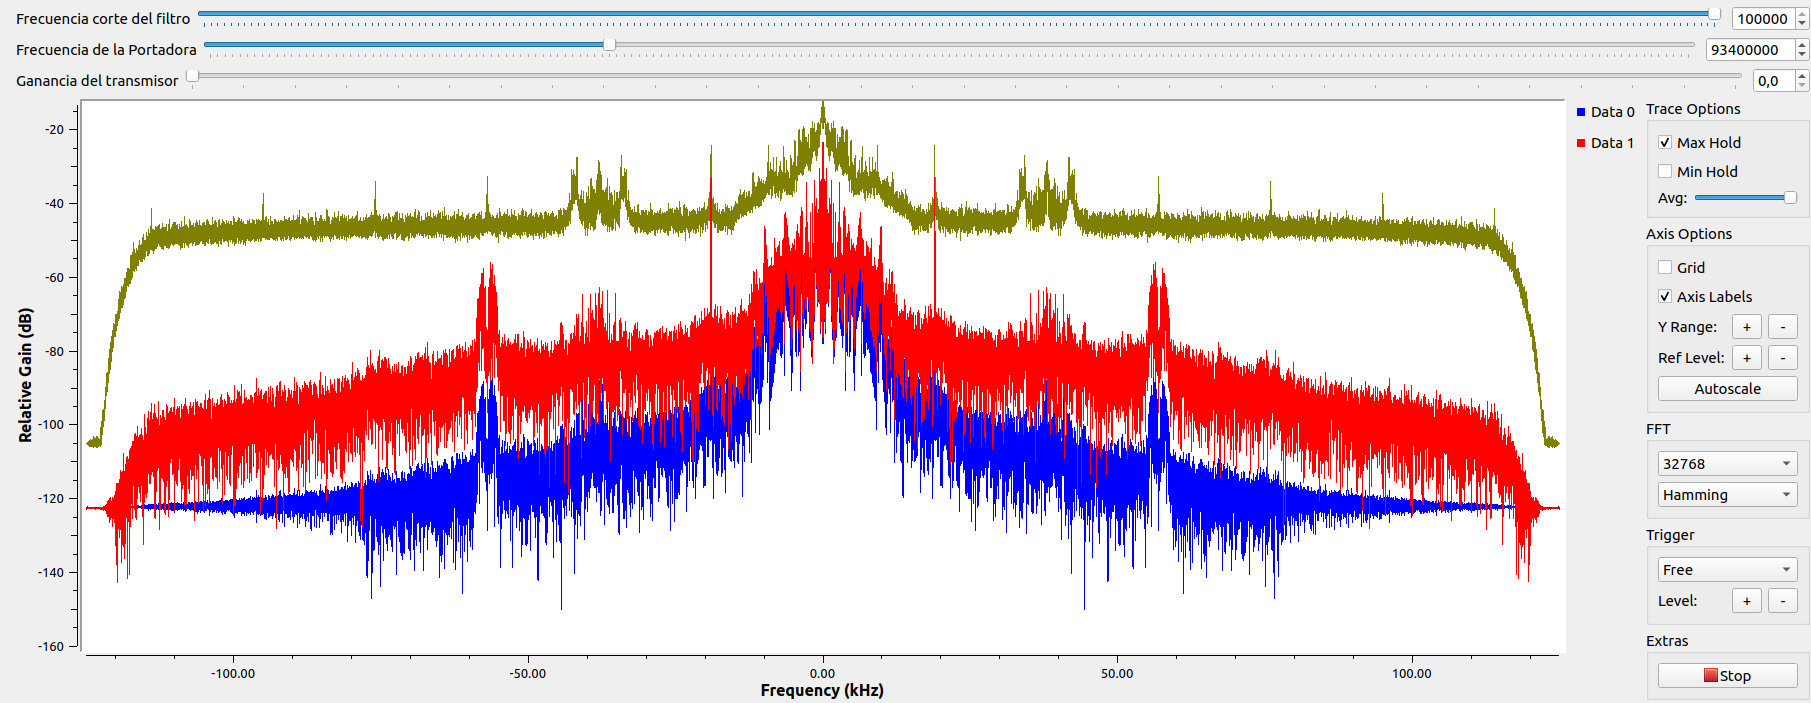 Frecuencia corte del filtro 100000
Frecuencia de la Portadora 93400000
Ganancia del transmisor 0,0
Data 0
Data 1
Trace Options
Max Hold
Min Hold
Avg:
Axis Options
Grid
Axis Labels
Y Range: + -
Ref Level: + -
Autoscale
FFT
32768
Hamming
Trigger
Free
Level: + -
Extras
Stop
Relative Gain (dB)
-20
-40
-60
-80
-100
-120
-140
-160
-100.00 -50.00 0.00 50.00 100.00
Frequency (kHz)